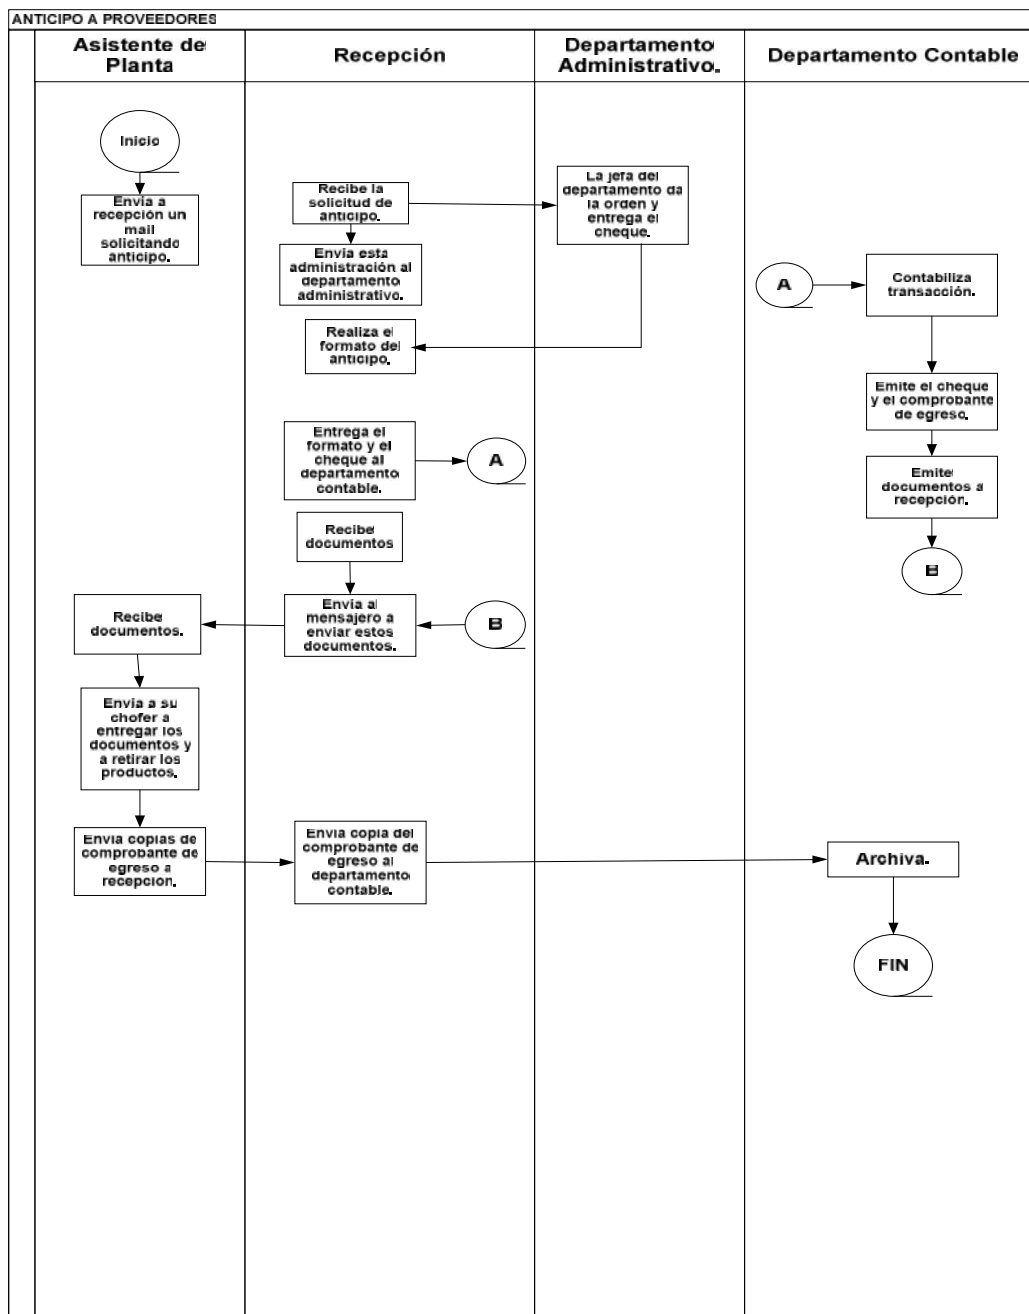 ANTICIPO A PROVEEDORES
Asistente de
Planta
Recepción
Departamento
Administrativo.
Departamento Contable
Inicio
Envia a
recepción un
mail
solicitando
anticipo.
Recibe la
solicitud de
anticipo.
La jefa del
departamento da
la orden y
entrega el
cheque.
Envía esta
administración al
departamento
administrativo.
A
Contabiliza
transacción.
Realiza el
formato del
anticipo.
Emite el cheque
y el comprobante
de egreso.
Entrega el
formato y el
cheque al
departamento
contable.
A
Emite
documentos a
recepción.
Recibe
documentos
B
Recibe
documentos.
Envía al
mensajero a
enviar estos
documentos.
B
Envia a su
chofer a
entregar los
documentos y
a retirar los
productos.
Envia copias de
comprobante de
egreso a
recepción.
Envia copia del
comprobante de
egreso al
departamento
contable.
Archiva.
FIN